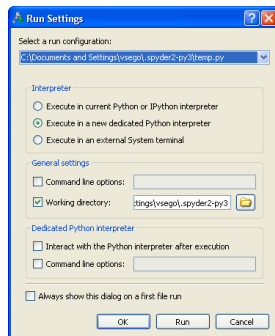 Run Settings
Select a run configuration:
C:\Documents and Settings\vsego\.spyder2-py3\temp.py
Interpreter
Execute in current Python or IPython interpreter
Execute in a new dedicated Python interpreter
Execute in an external System terminal
General settings
Command line options:
Working directory: :tings\vsego\.spyder2-py3
Dedicated Python interpreter
Interact with the Python interpreter after execution
Command line options:
Always show this dialog on a first file run
OK Run Cancel